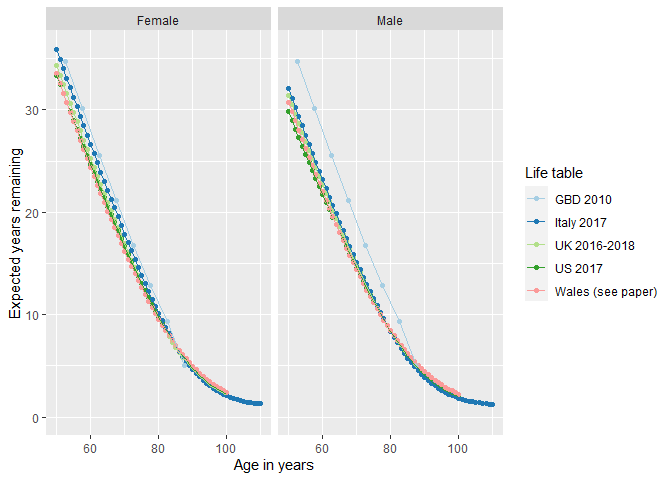 Female Male
Expected years remaining
30
20
10
0
60 80 100 60 80 100
Age in years
Life table
GBD 2010
Italy 2017
UK 2016-2018
US 2017
Wales (see paper)